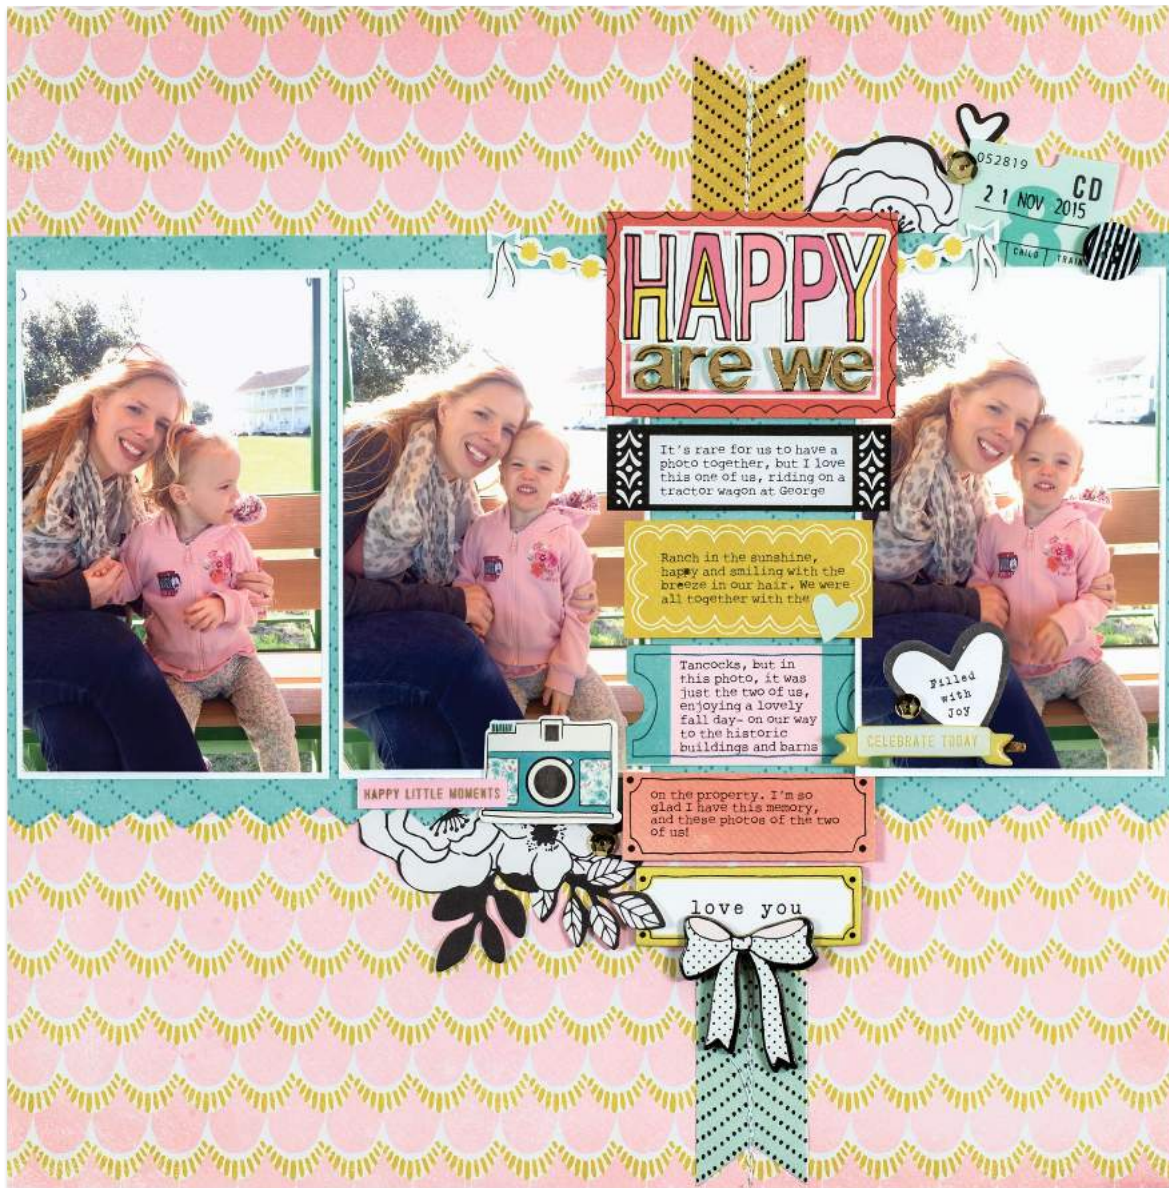 052819
CD
21 NOV 2015
8
CHILD
TRAIN
HAPPY
are we
It's rare for us to have a
photo together, but I love
this one of us, riding on a
tractor wagon at George
Ranch in the sunshine,
happy and smiling with the
breeze in our hair. We were
all together with the
Tancocks, but in
this photo, it was
just the two of us,
enjoying a lovely
fall day- on our way
to the historic
buildings and barns
on the property. I'm so
glad I have this memory,
and these photos of the two
of us!
Filled
with
Joy
CELEBRATE TODAY
HAPPY LITTLE MOMENTS
love you